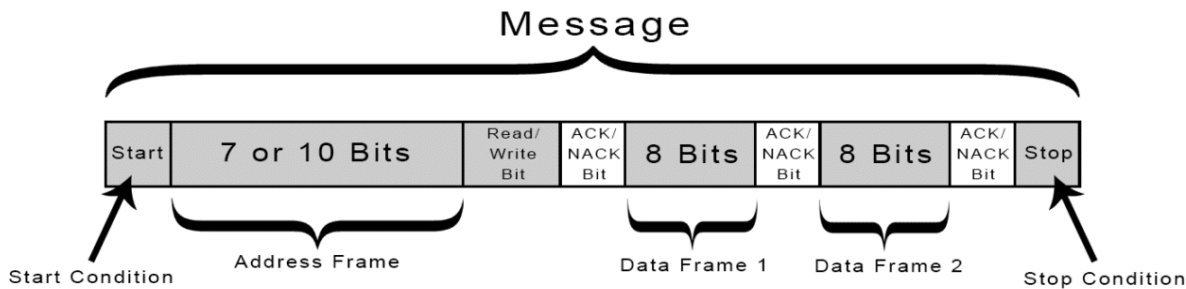 Message
Start
7 or 10 Bits
Read/
Write
Bit
ACK/
NACK
Bit
8 Bits
ACK/
NACK
Bit
8 Bits
ACK/
NACK
Bit
Stop
Start Condition
Address Frame
Data Frame 1
Data Frame 2
Stop Condition